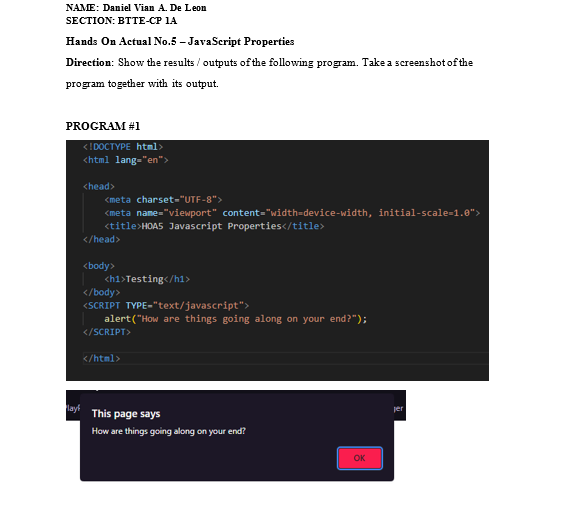 NAME: Daniel Vian A. De Leon
SECTION: BTTE-CP 1A
Hands On Actual No.5 – JavaScript Properties
Direction: Show the results / outputs of the following program. Take a screenshot of the
program together with its output.
PROGRAM #1
<!DOCTYPE html>
<html lang="en">
<head>
<meta charset="UTF-8">
<meta name="viewport" content="width=device-width, initial-scale=1.0">
<title>HOA5 Javascript Properties</title>
</head>
<body>
<h1>Testing</h1>
</body>
<SCRIPT TYPE="text/javascript">
alert("How are things going along on your end?");
</SCRIPT>
</html>
This page says
How are things going along on your end?
OK